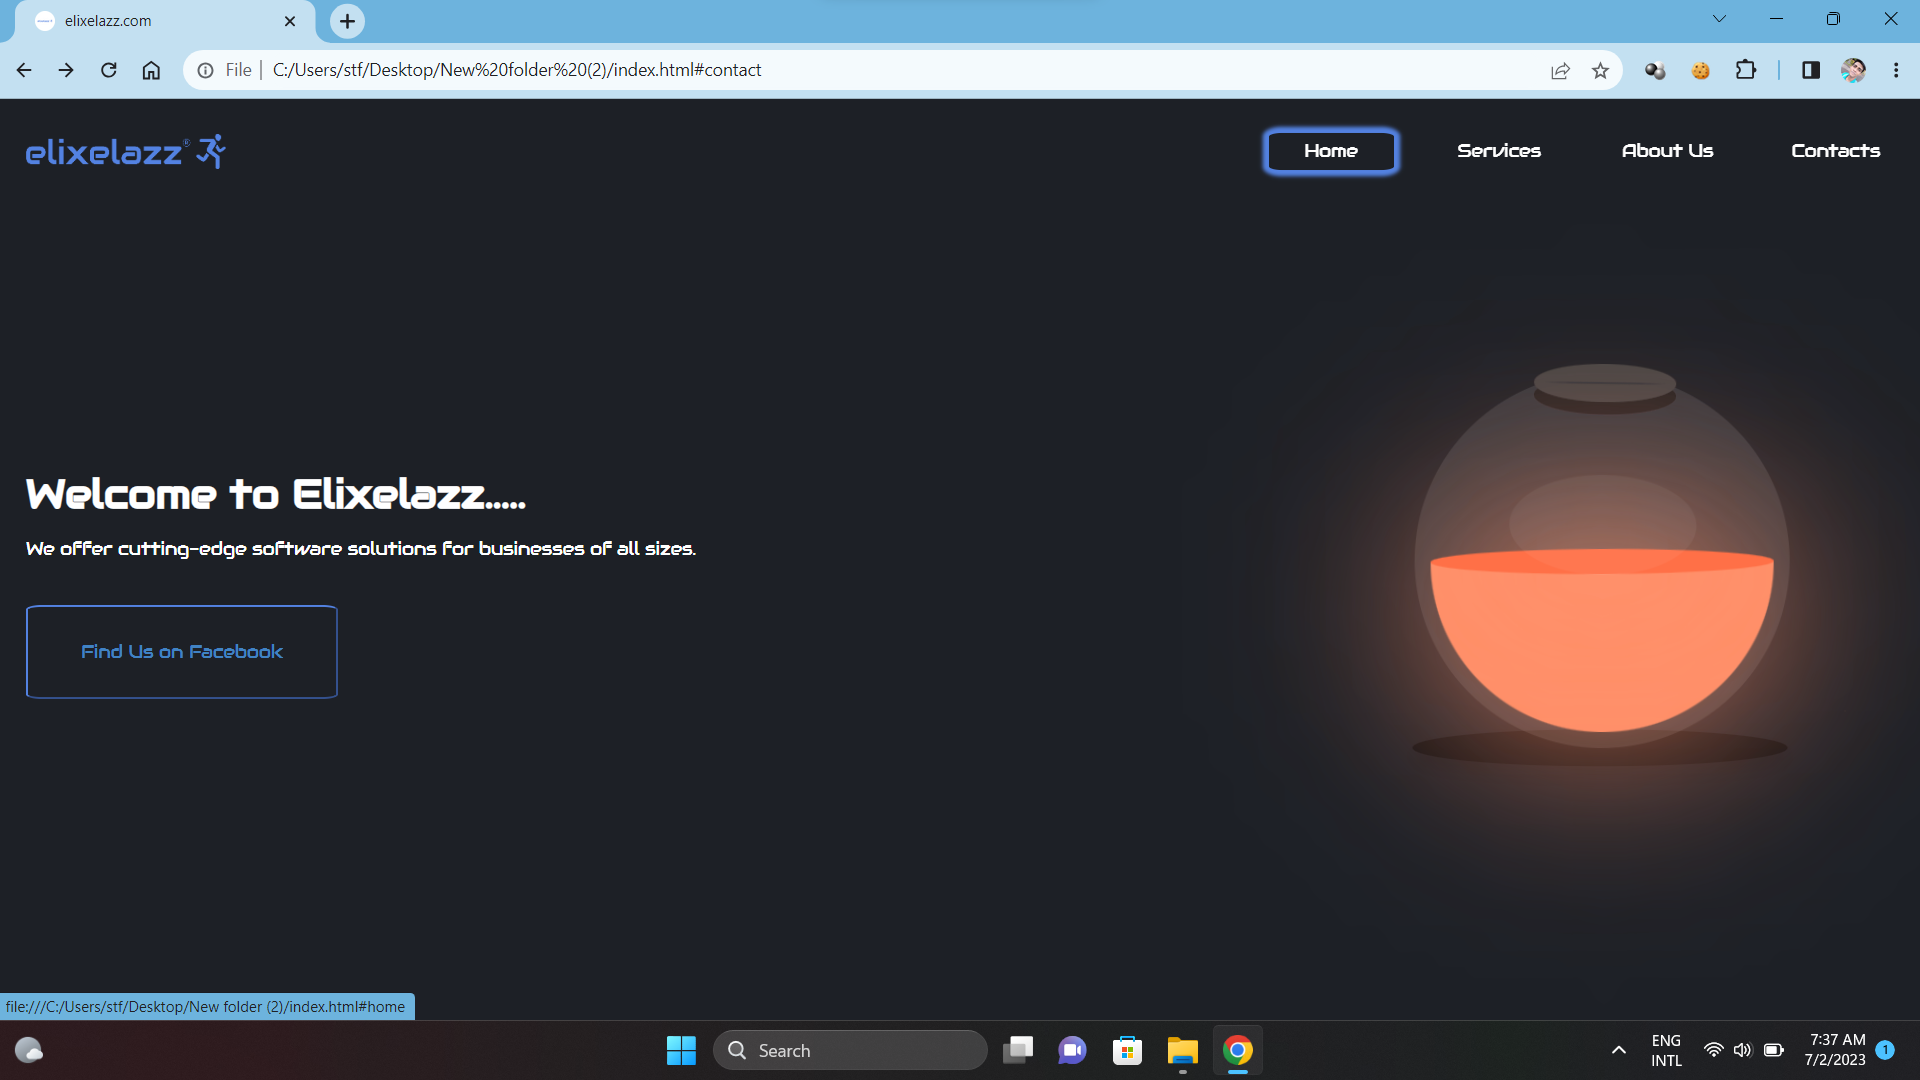 elixelazz.com
File
C:/Users/stf/Desktop/New%20folder%20(2)/index.html#contact
elixelazz®
Home
Services
About Us
Contacts
Welcome to Elixelazz.....
We offer cutting-edge software solutions for businesses of all sizes.
Find Us on Facebook
file:///C:/Users/stf/Desktop/New folder (2)/index.html#home
Search
ENG
INTL
7:37 AM
7/2/2023
1